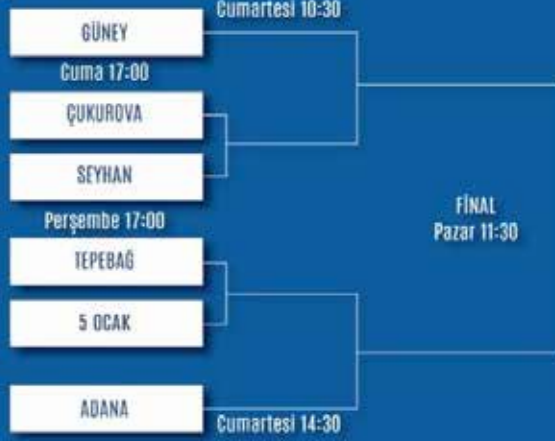 Cumartesi 10:30
GÜNEY
Cuma 17:00
ÇUKUROVA
SEYHAN
Perşembe 17:00
TEPEBAĞ
5 OCAK
ADANA
Cumartesi 14:30
FİNAL
Pazar 11:30